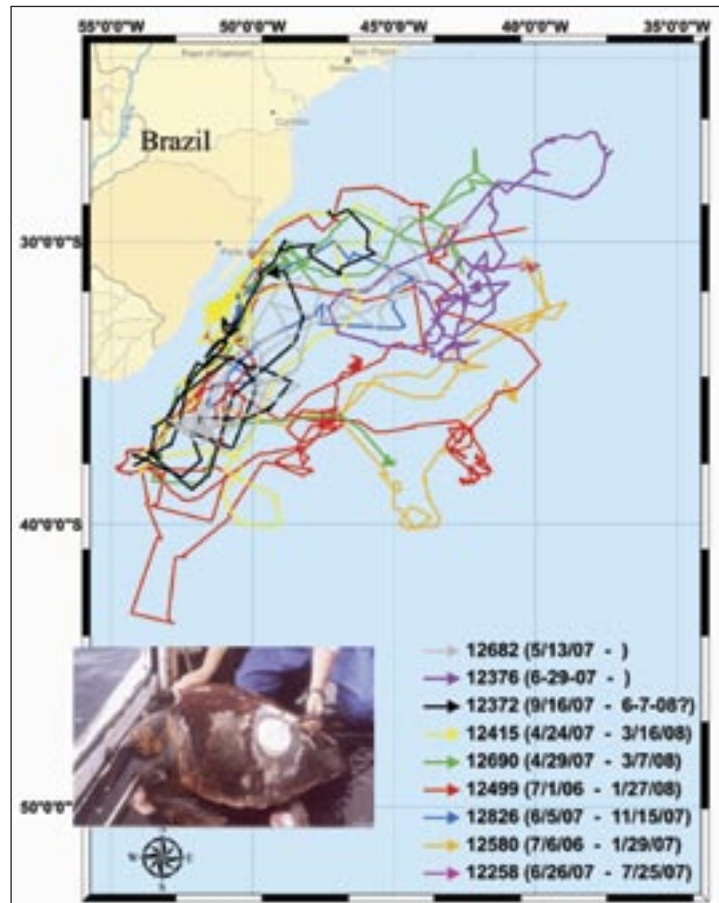 55°0'0"W 50°0'0"W 45°0'0"W 40°0'0"W 35°0'0"W
Brazil
30°0'0"S
40°0'0"S
50°0'0"S
12682 (5/13/07 - )
12376 (6-29-07 - )
12372 (9/16/07 - 6-7-08?)
12415 (4/24/07 - 3/16/08)
12690 (4/29/07 - 3/7/08)
12499 (7/1/06 - 1/27/08)
12826 (6/5/07 - 11/15/07)
12580 (7/6/06 - 1/29/07)
12258 (6/26/07 - 7/25/07)
N
W E
S